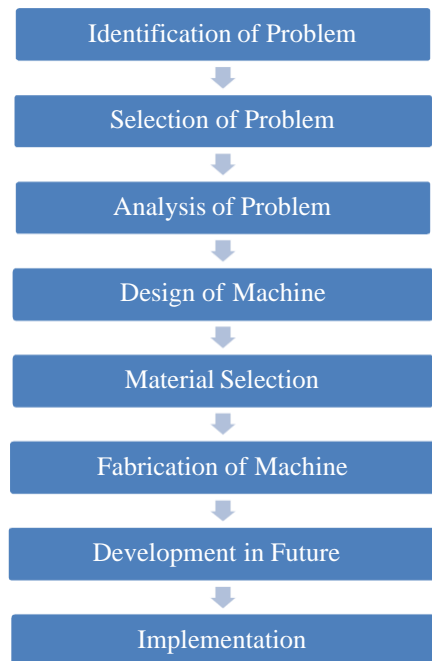 Identification of Problem
Selection of Problem
Analysis of Problem
Design of Machine
Material Selection
Fabrication of Machine
Development in Future
Implementation